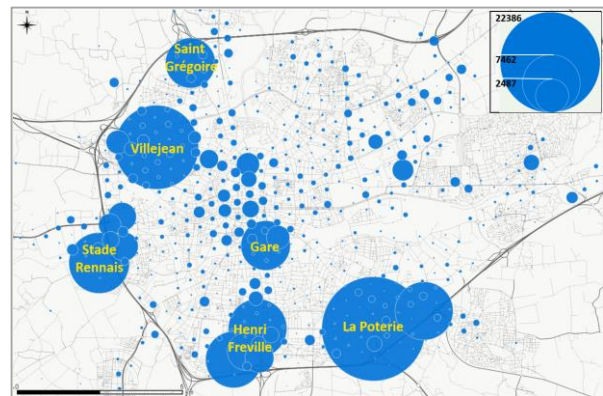 22386
7462
2487
Saint
Grégoire
Villejean
Stade
Rennais
Gare
Henri
Freville
La Poterie